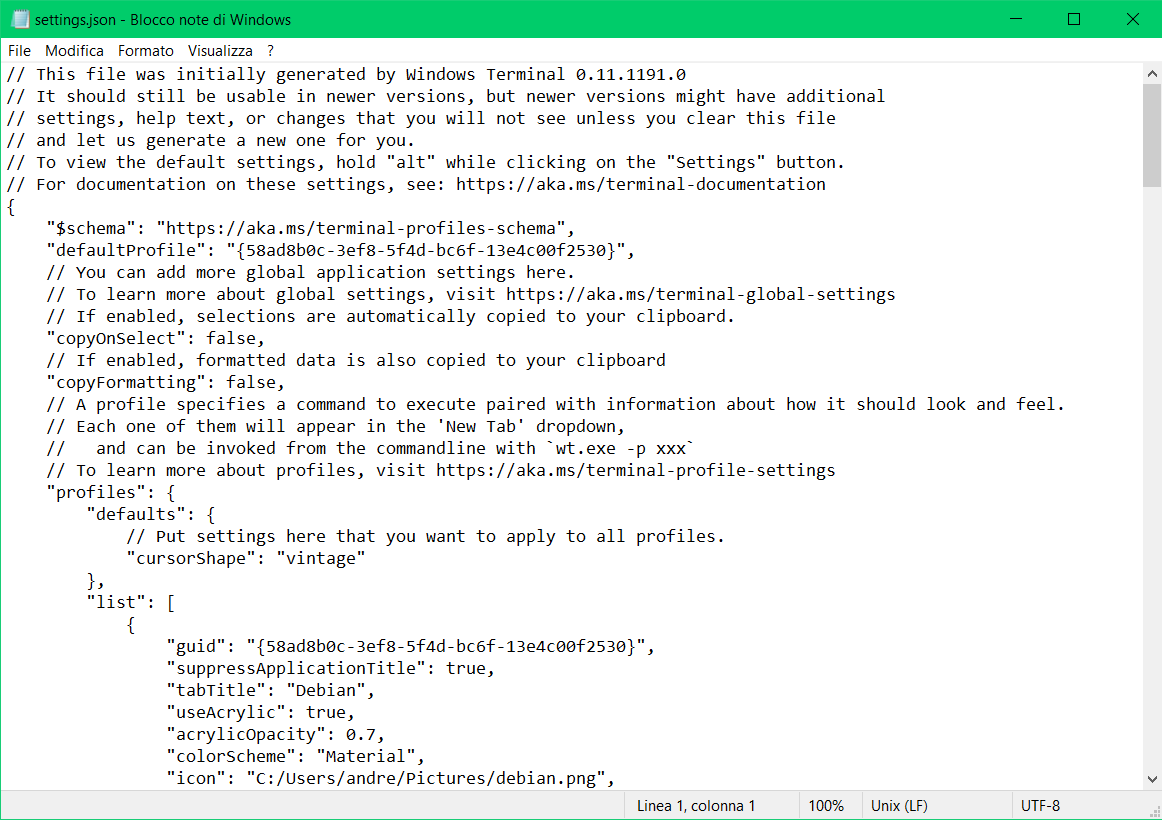 settings.json - Blocco note di Windows
File Modifica Formato Visualizza ?
// This file was initially generated by Windows Terminal 0.11.1191.0
// It should still be usable in newer versions, but newer versions might have additional
// settings, help text, or changes that you will not see unless you clear this file
// and let us generate a new one for you.
// To view the default settings, hold "alt" while clicking on the "Settings" button.
// For documentation on these settings, see: https://aka.ms/terminal-documentation
{
    "$schema": "https://aka.ms/terminal-profiles-schema",
    "defaultProfile": "{58ad8b0c-3ef8-5f4d-bc6f-13e4c00f2530}",
    // You can add more global application settings here.
    // To learn more about global settings, visit https://aka.ms/terminal-global-settings
    // If enabled, selections are automatically copied to your clipboard.
    "copyOnSelect": false,
    // If enabled, formatted data is also copied to your clipboard
    "copyFormatting": false,
    // A profile specifies a command to execute paired with information about how it should look and feel.
    // Each one of them will appear in the 'New Tab' dropdown,
    //   and can be invoked from the commandline with `wt.exe -p xxx`
    // To learn more about profiles, visit https://aka.ms/terminal-profile-settings
    "profiles": {
        "defaults": {
            // Put settings here that you want to apply to all profiles.
            "cursorShape": "vintage"
        },
        "list": [
            {
                "guid": "{58ad8b0c-3ef8-5f4d-bc6f-13e4c00f2530}",
                "suppressApplicationTitle": true,
                "tabTitle": "Debian",
                "useAcrylic": true,
                "acrylicOpacity": 0.7,
                "colorScheme": "Material",
                "icon": "C:/Users/andre/Pictures/debian.png",
Linea 1, colonna 1 100% Unix (LF) UTF-8